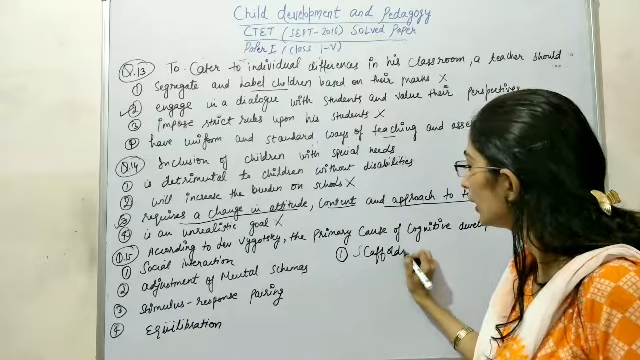 Child development and Pedagogy
CTET (SEPT-2016) Solved Paper
Paper I (class I-V)
Q.13 To Cater to individual differences in his classroom, a teacher should
① Segregate and label children based on their marks X
② engage in a dialogue with students and value their perspectives
③ impose strict rules upon his students X
④ have uniform and standard ways of teaching and asse
Q.14 Inclusion of children with special needs
① is detrimental to children without disabilities
② will increase the burden on schools X
③ requires a change in attitude, content and approach to
④ is an unrealistic goal X
Q.15 According to Lev Vygotsky, the primary cause of cognitive
① Social interaction
② adjustment of Mental schemes
③ Stimulus-response pairing
④ Equilibration
① Scaffold